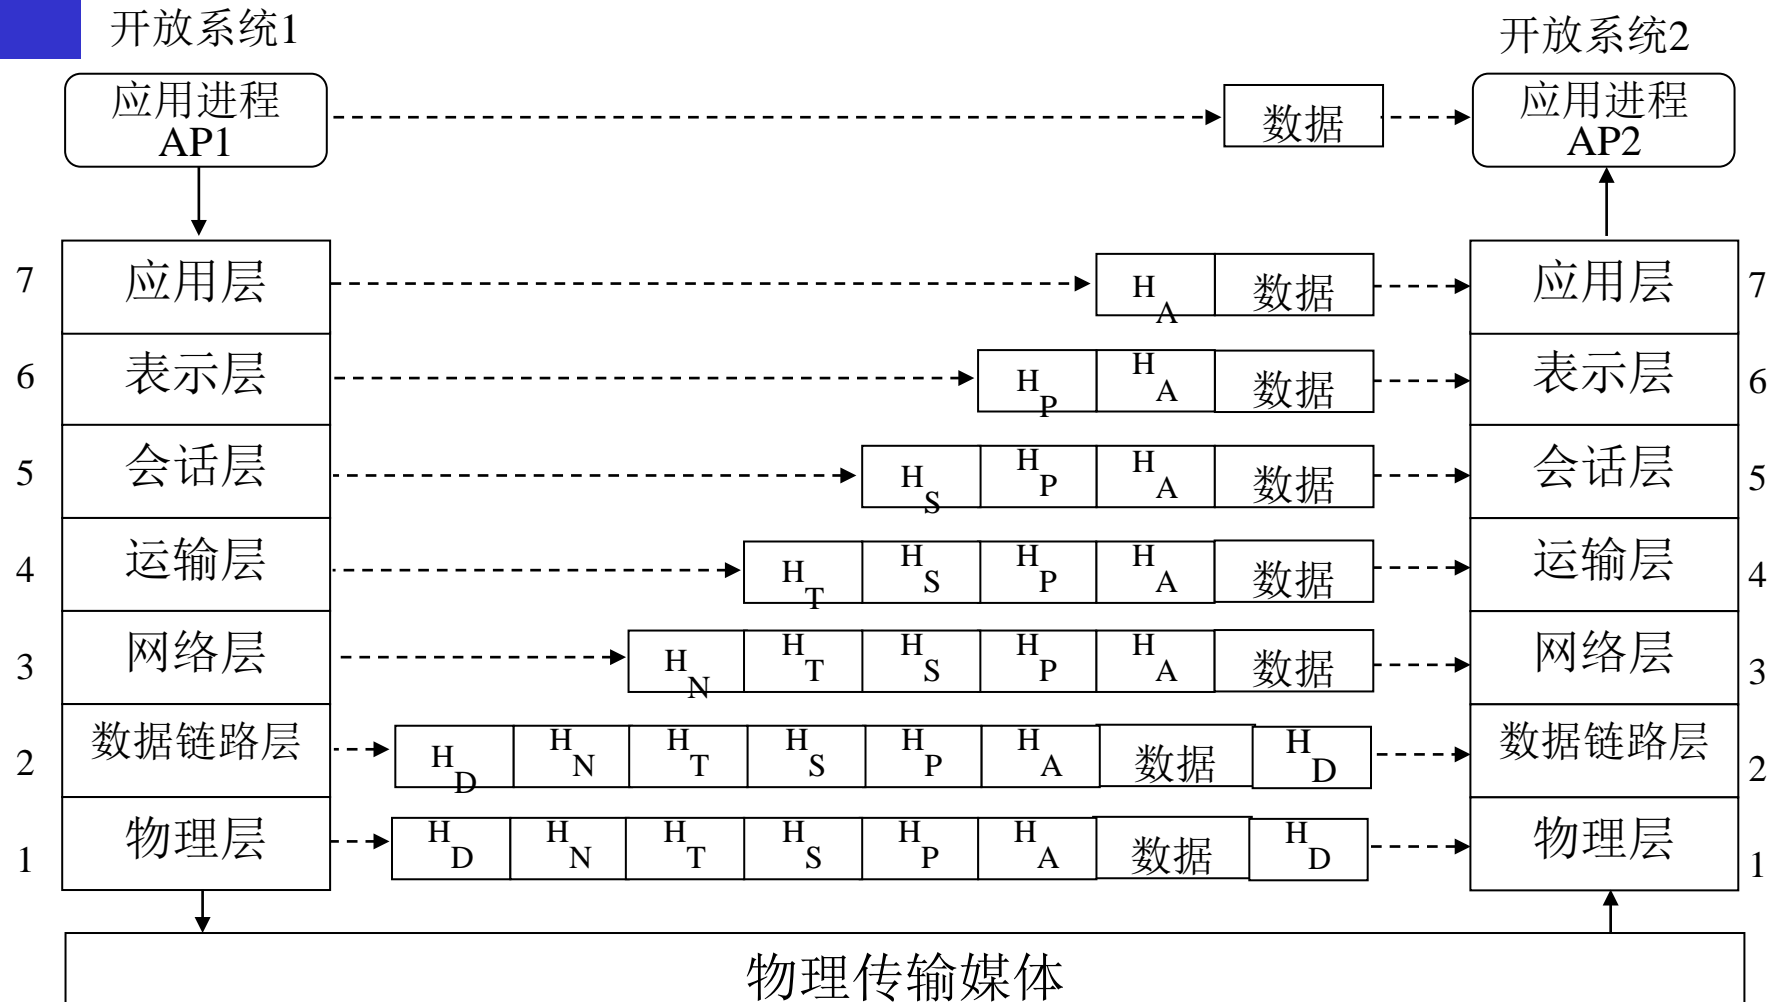 开放系统1
开放系统2
应用进程
AP1
数据
应用进程
AP2
7 应用层 H A 数据 应用层 7
6 表示层 H P H A 数据 表示层 6
5 会话层 H S H P H A 数据 会话层 5
4 运输层 H T H S H P H A 数据 运输层 4
3 网络层 H N H T H S H P H A 数据 网络层 3
2 数据链路层 H D H N H T H S H P H A 数据 H D 数据链路层 2
1 物理层 H D H N H T H S H P H A 数据 H D 物理层 1
物理传输媒体